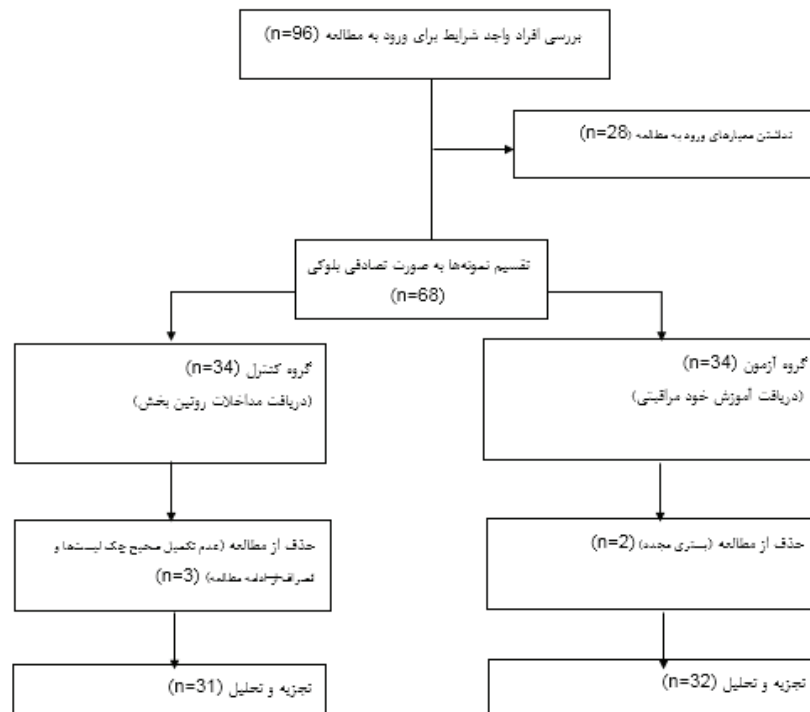 بررسی افراد واجد شرایط برای ورود به مطالعه (n=96)
نداشتن معیارهای ورود به مطالعه (n=28)
تقسیم نمونه‌ها به صورت تصادفی بلوکی
(n=68)
گروه آزمون (n=34)
(دریافت آموزش خود مراقبتی)
گروه کنترل (n=34)
(دریافت مداخلات روتین بخش)
حذف از مطالعه (بستری مجدد) (n=2)
حذف از مطالعه (عدم تکمیل صحیح چک لیست‌ها و
مطالعه) (n=3)
تجزیه و تحلیل (n=32)
تجزیه و تحلیل (n=31)